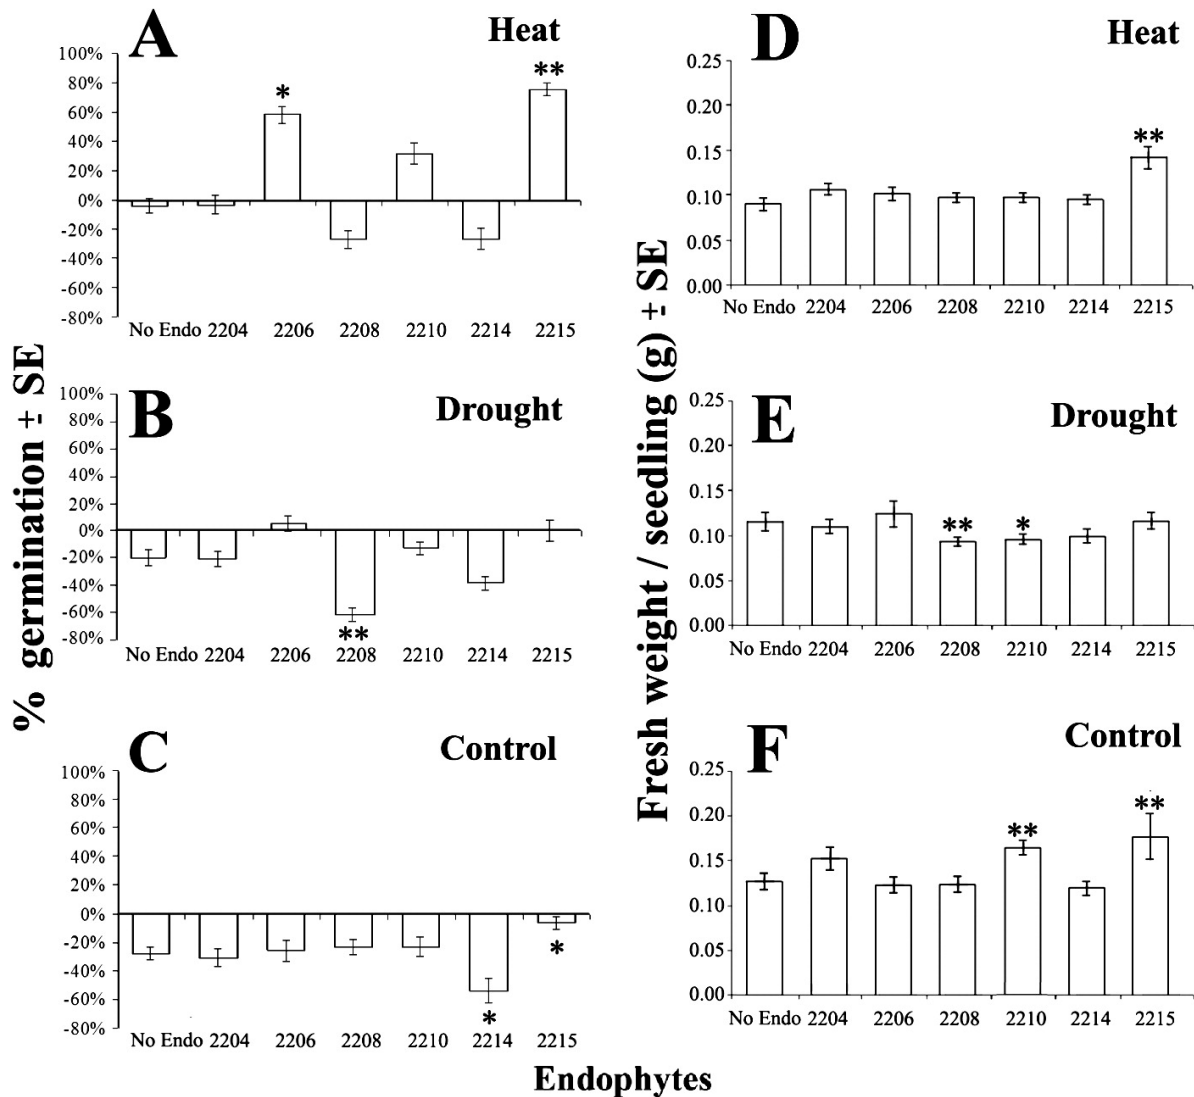 A
Heat
100%
80%
60%
40%
20%
0%
-20%
-40%
-60%
-80%
*
**
No Endo 2204 2206 2208 2210 2214 2215
B
Drought
100%
80%
60%
40%
20%
0%
-20%
-40%
-60%
-80%
**
No Endo 2204 2206 2208 2210 2214 2215
C
Control
100%
80%
60%
40%
20%
0%
-20%
-40%
-60%
-80%
*
*
No Endo 2204 2206 2208 2210 2214 2215
% germination ± SE
D
Heat
0.25
0.20
0.15
0.10
0.05
0.00
**
No Endo 2204 2206 2208 2210 2214 2215
E
Drought
0.25
0.20
0.15
0.10
0.05
0.00
**
*
No Endo 2204 2206 2208 2210 2214 2215
F
Control
0.25
0.20
0.15
0.10
0.05
0.00
**
**
No Endo 2204 2206 2208 2210 2214 2215
Fresh weight / seedling (g) ± SE
Endophytes